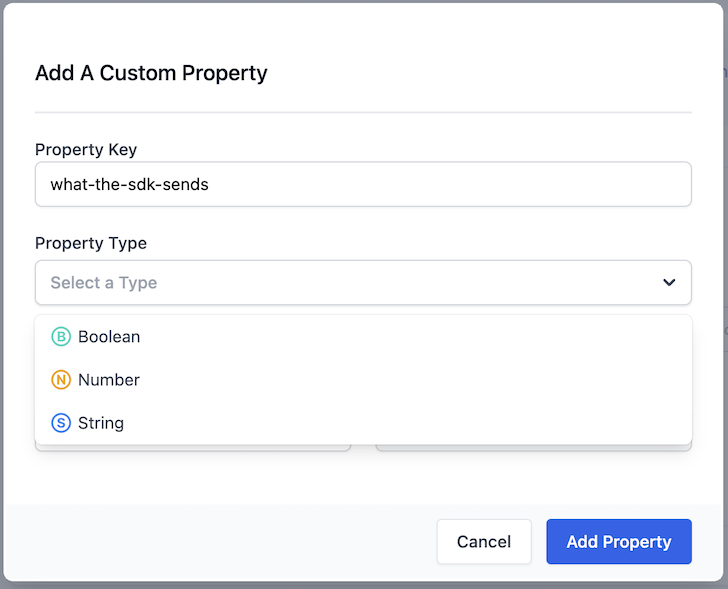 Add A Custom Property
Property Key
what-the-sdk-sends
Property Type
Select a Type
B Boolean
N Number
S String
Cancel
Add Property